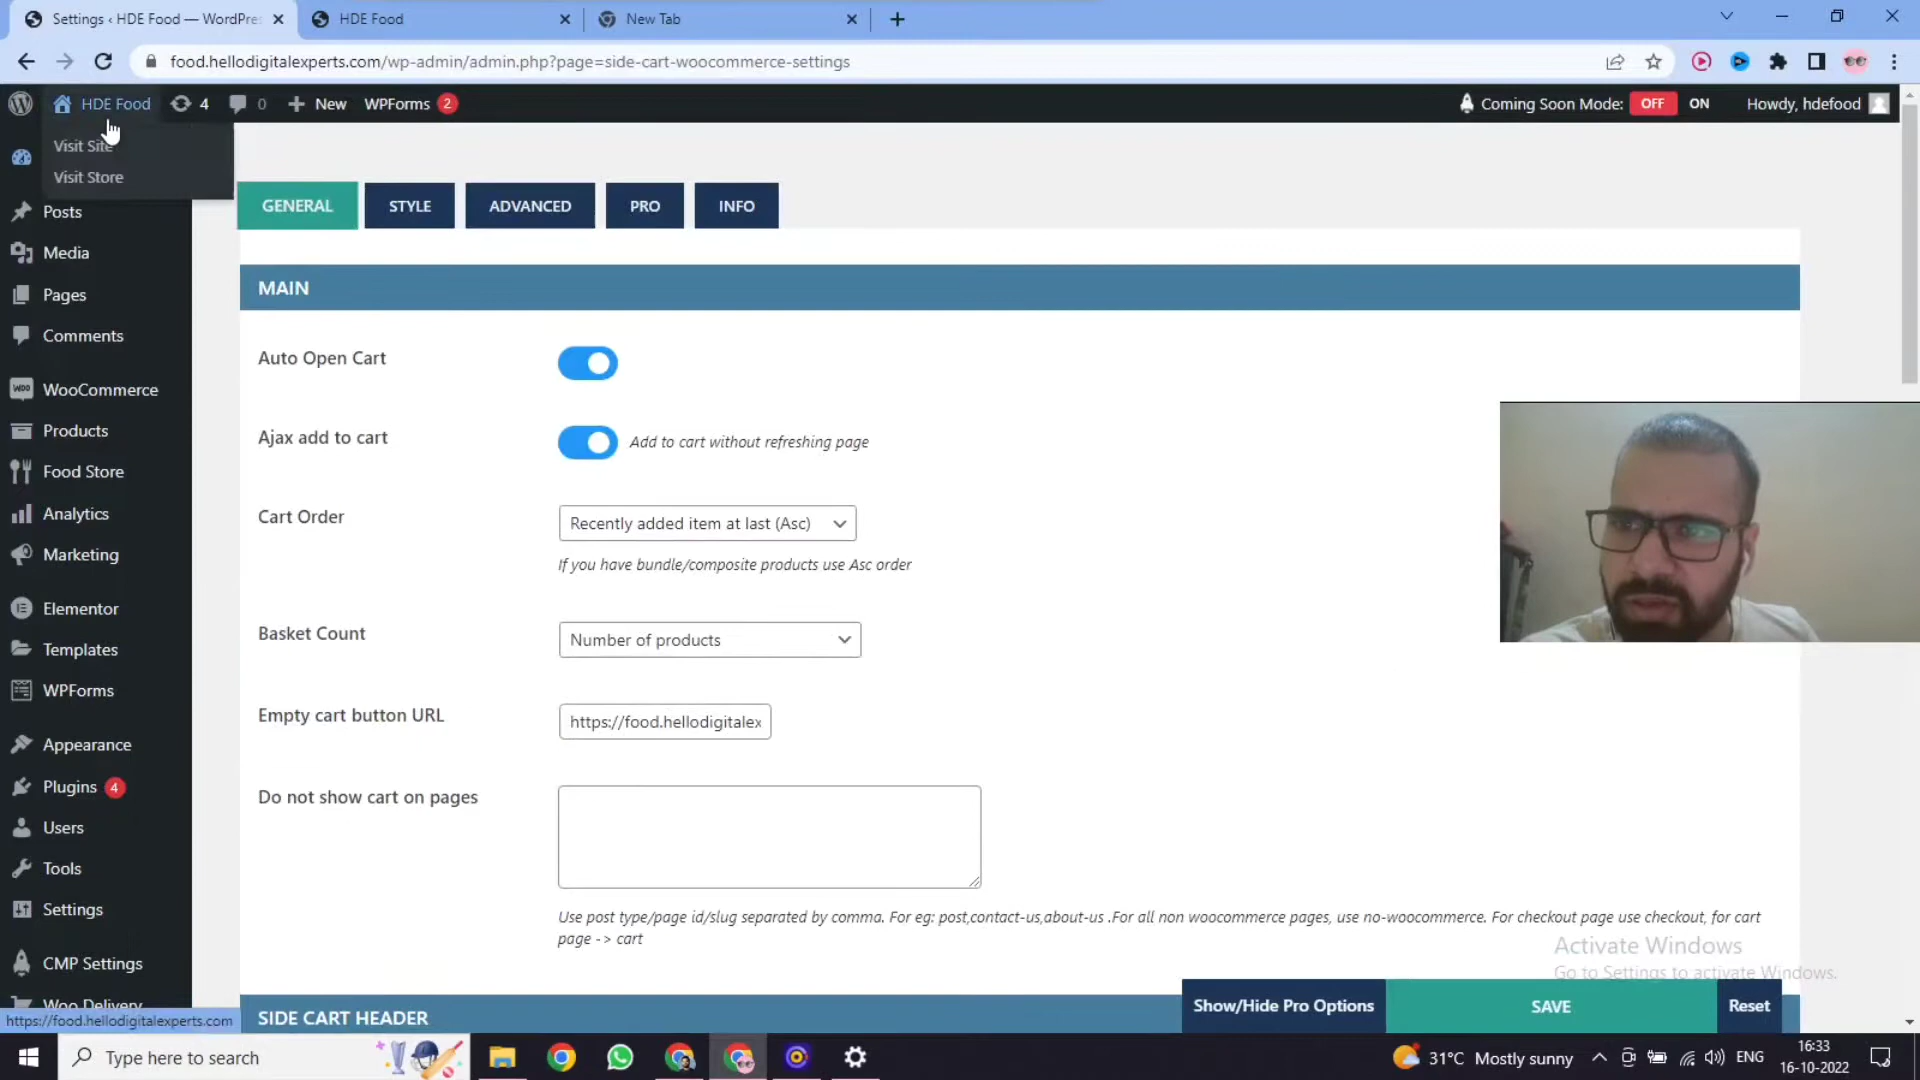 Settings ‹ HDE Food — WordPre
HDE Food
New Tab
food.hellodigitalexperts.com/wp-admin/admin.php?page=side-cart-woocommerce-settings
HDE Food
4
0
New
WPForms
2
Coming Soon Mode:
OFF
ON
Howdy, hdefood
Visit Site
Visit Store
Posts
Media
Pages
Comments
WooCommerce
Products
Food Store
Analytics
Marketing
Elementor
Templates
WPForms
Appearance
Plugins 4
Users
Tools
Settings
CMP Settings
Woo Delivery
GENERAL
STYLE
ADVANCED
PRO
INFO
MAIN
Auto Open Cart
Ajax add to cart
Add to cart without refreshing page
Cart Order
Recently added item at last (Asc)
If you have bundle/composite products use Asc order
Basket Count
Number of products
Empty cart button URL
https://food.hellodigitalex
Do not show cart on pages
Use post type/page id/slug separated by comma. For eg: post,contact-us,about-us .For all non woocommerce pages, use no-woocommerce. For checkout page use checkout, for cart
page -> cart
Activate Windows
Go to Settings to activate Windows.
Show/Hide Pro Options
SAVE
Reset
SIDE CART HEADER
https://food.hellodigitalexperts.com
Type here to search
31°C Mostly sunny
ENG
16:33
16-10-2022